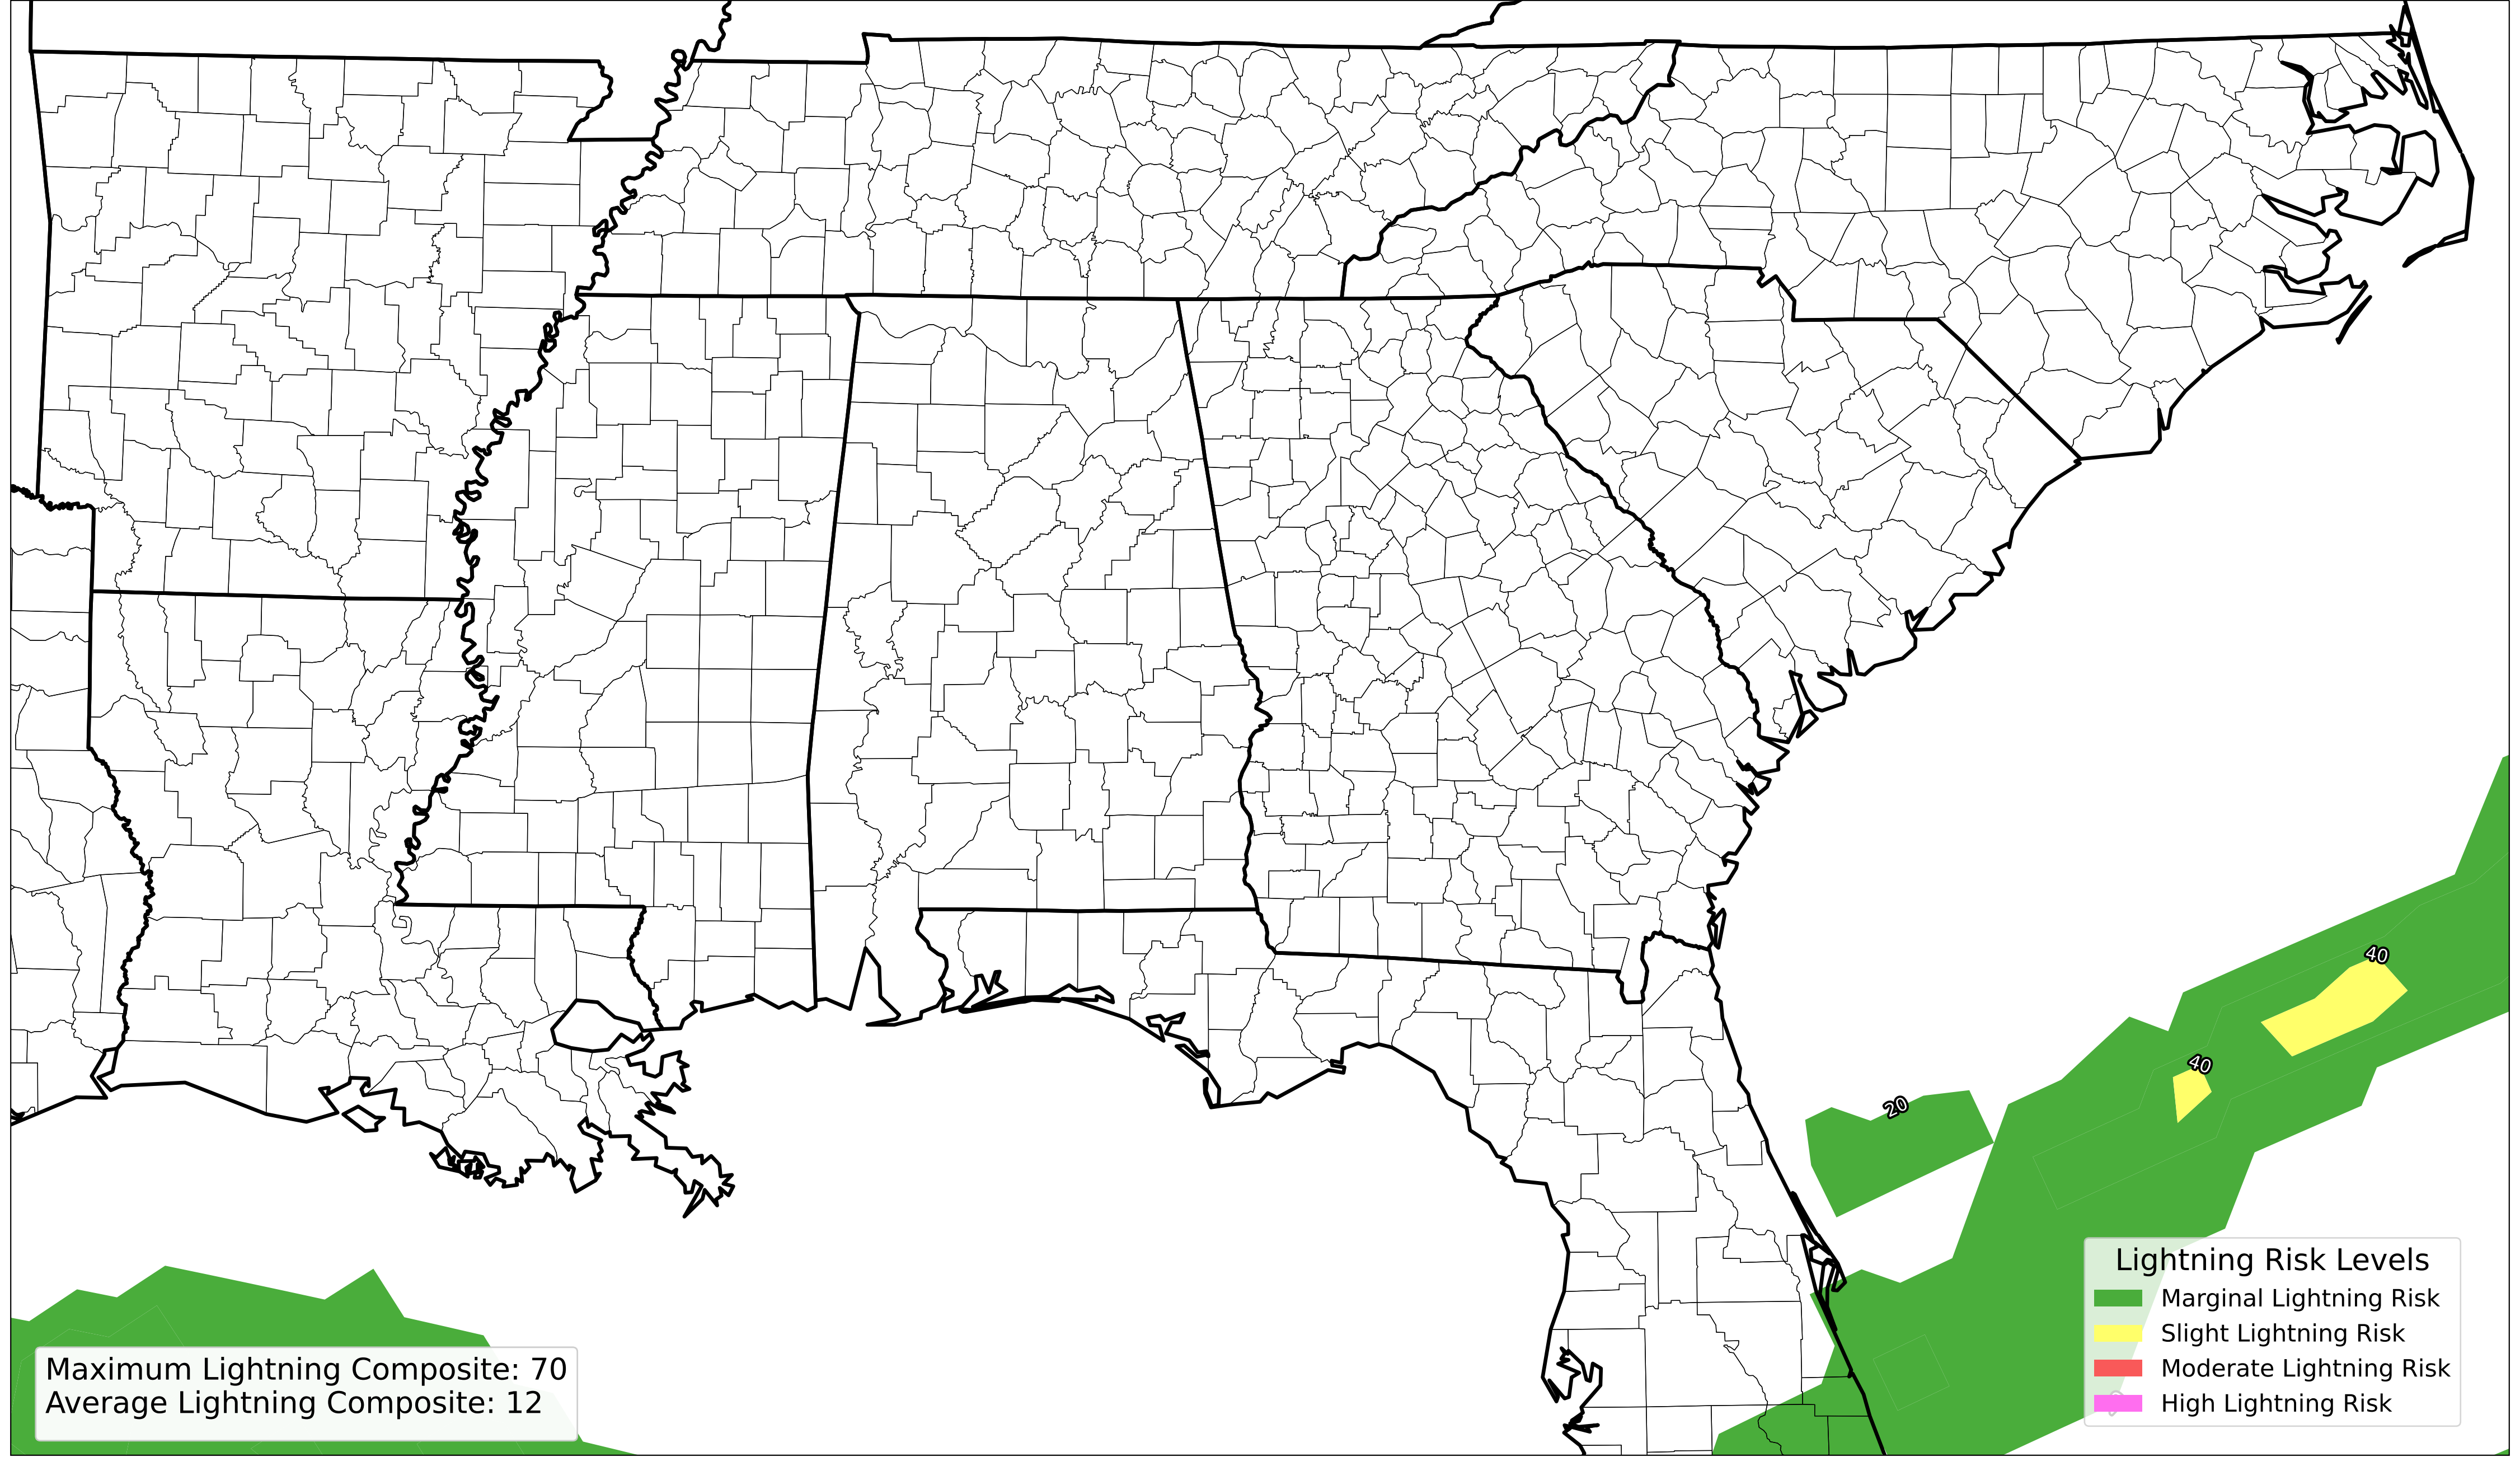 40
40
20
Lightning Risk Levels
Marginal Lightning Risk
Slight Lightning Risk
Moderate Lightning Risk
High Lightning Risk
Maximum Lightning Composite: 70
Average Lightning Composite: 12